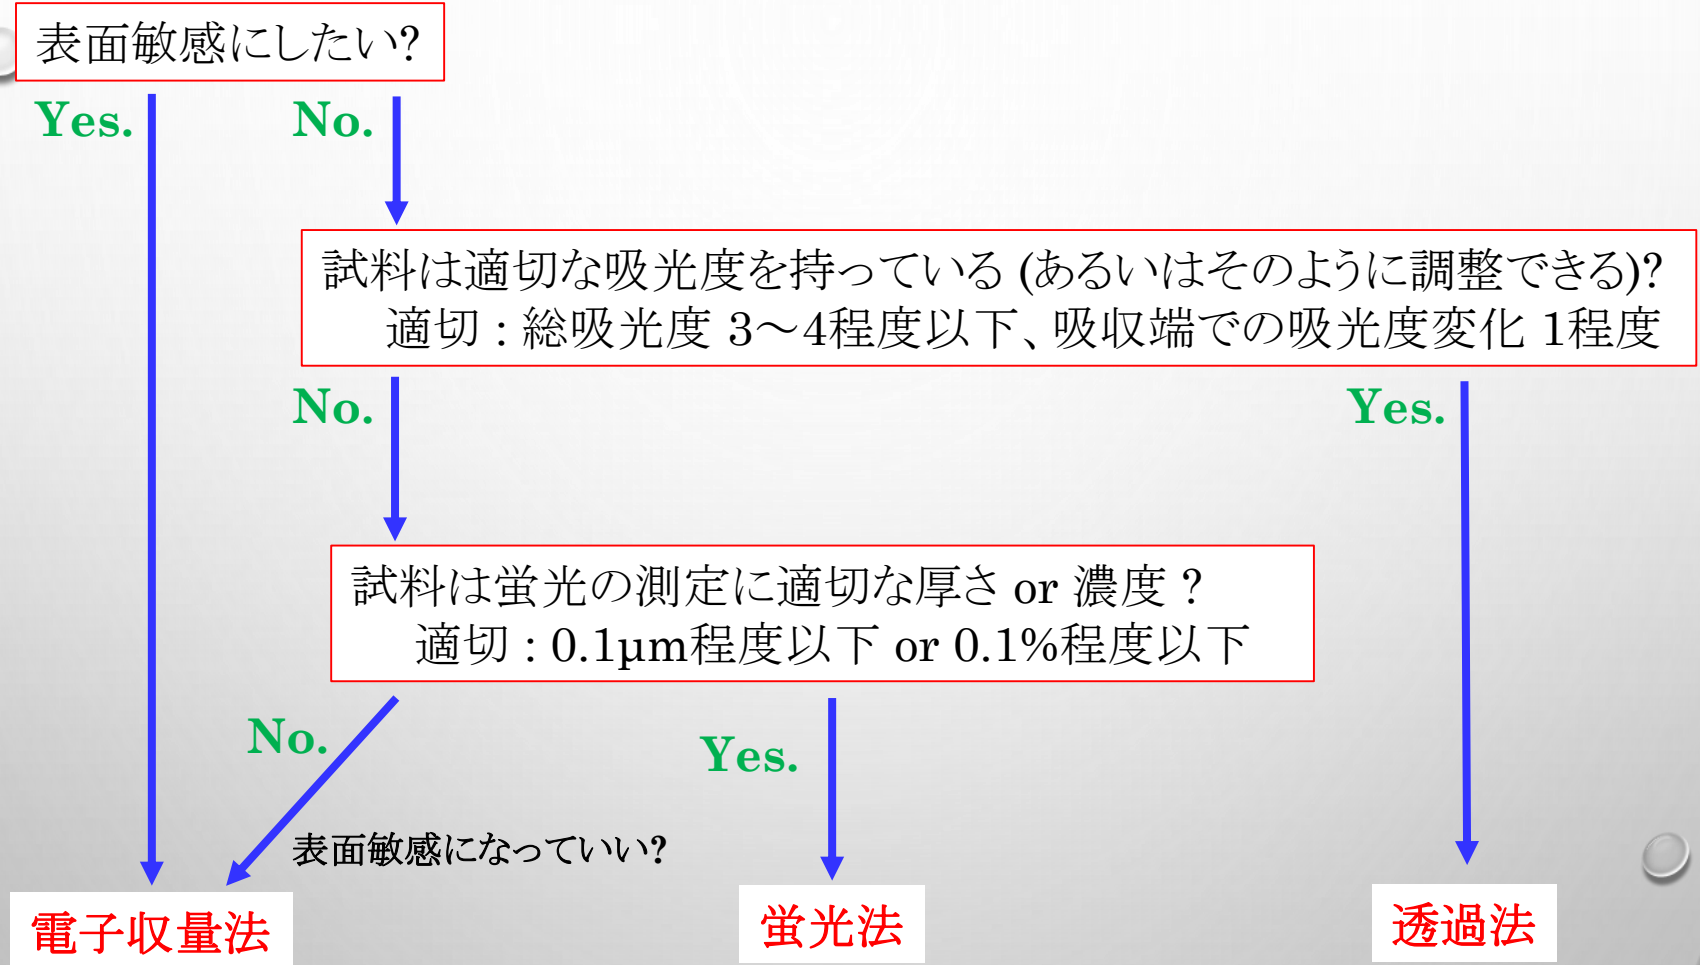 表面敏感にしたい?
Yes.
No.
試料は適切な吸光度を持っている (あるいはそのように調整できる)?
適切 : 総吸光度 3～4程度以下、吸収端での吸光度変化 1程度
No.
Yes.
試料は蛍光の測定に適切な厚さ or 濃度 ?
適切 : 0.1μm程度以下 or 0.1%程度以下
No.
Yes.
表面敏感になっていい?
電子収量法
蛍光法
透過法